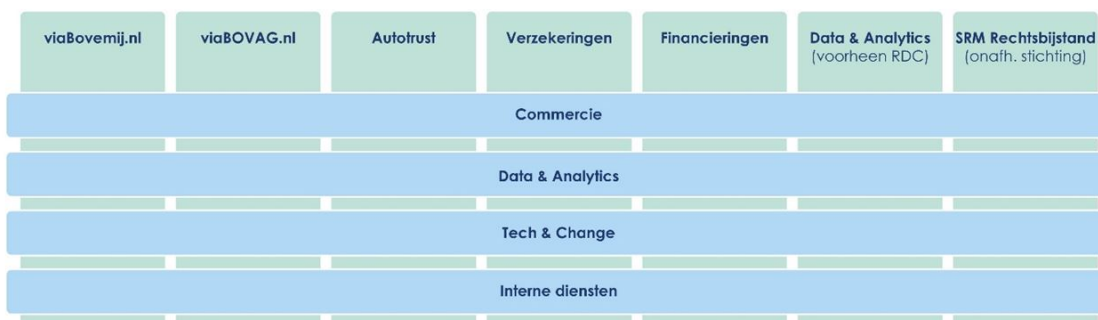 viaBovemij.nl
viaBOVAG.nl
Autotrust
Verzekeringen
Financieringen
Data & Analytics
(voorheen RDC)
SRM Rechtsbijstand
(onafh. stichting)
Commercie
Data & Analytics
Tech & Change
Interne diensten